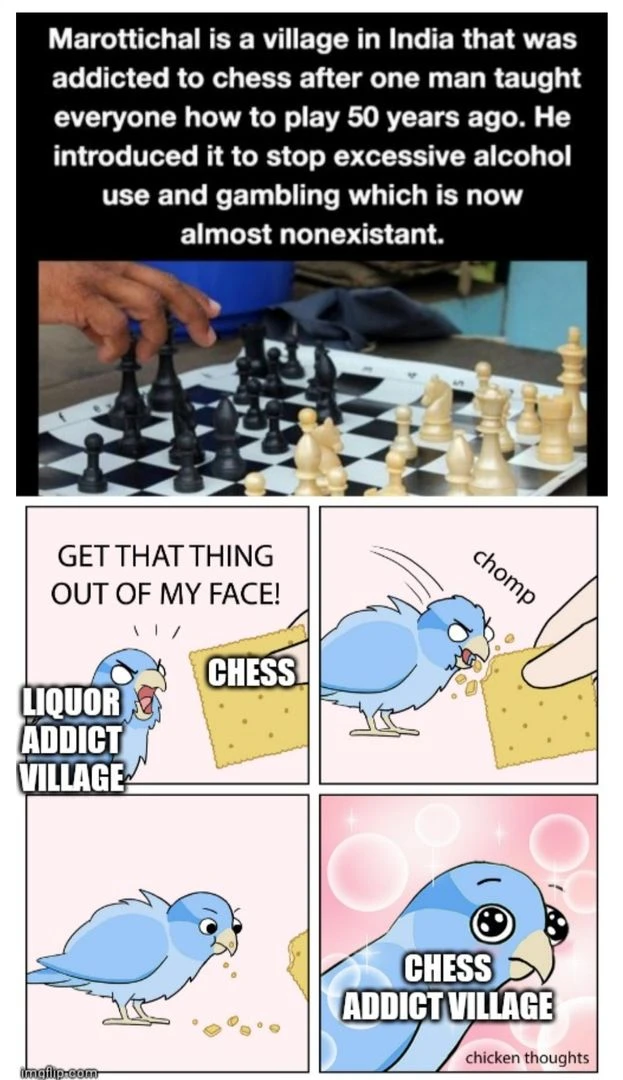 Marottichal is a village in India that was
addicted to chess after one man taught
everyone how to play 50 years ago. He
introduced it to stop excessive alcohol
use and gambling which is now
almost nonexistant.
GET THAT THING
OUT OF MY FACE!
CHESS
LIQUOR
ADDICT
VILLAGE
chomp
CHESS
ADDICT VILLAGE
chicken thoughts
imgflip.com